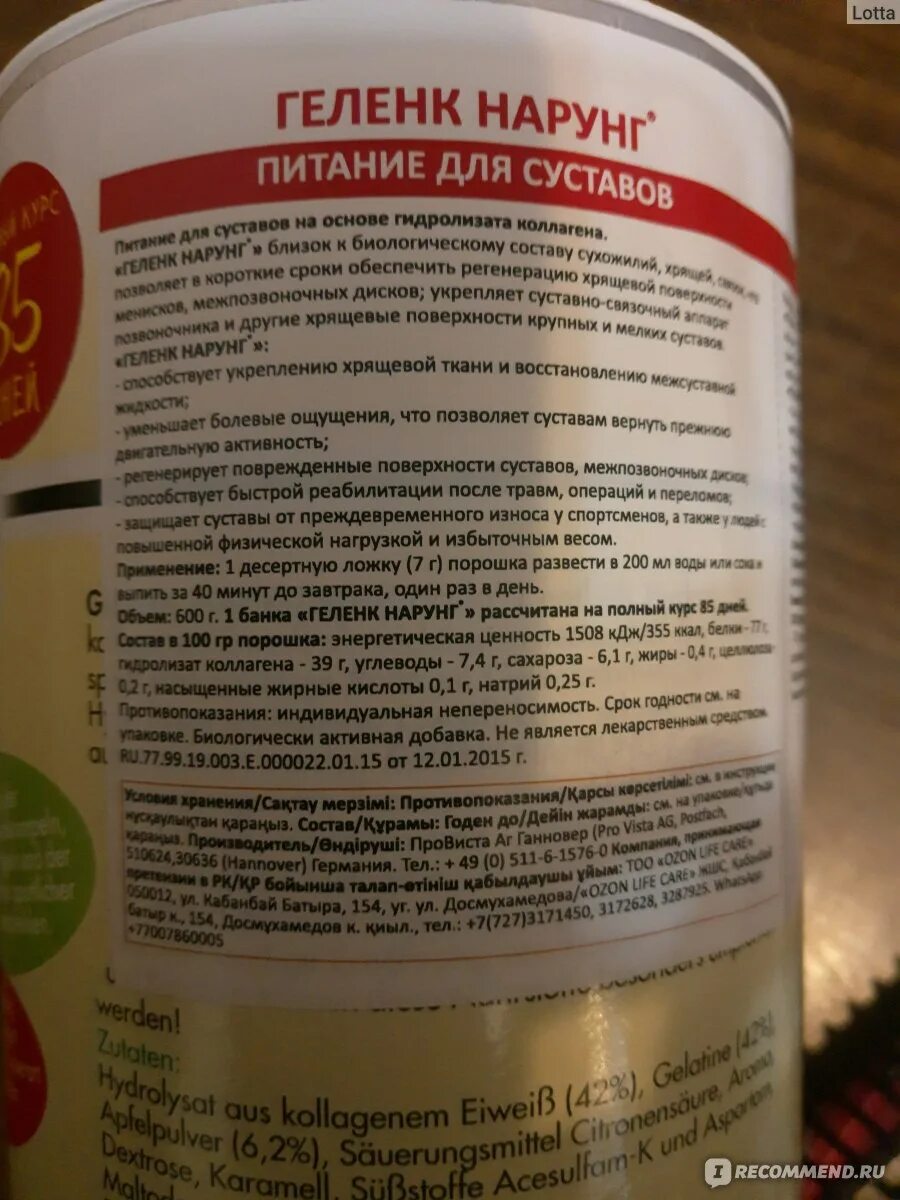 Lotta
ГЕЛЕНК НАРУНГ®
ПИТАНИЕ ДЛЯ СУСТАВОВ
КУРС
85
Питание для суставов на основе гидролизата коллагена.
«ГЕЛЕНК НАРУНГ®» близок к биологическому составу сухожилий, хрящей,
позволяет в короткие сроки обеспечить регенерацию хрящевой поверхности
менисков, межпозвоночных дисков; укрепляет суставно-связочный аппарат
позвоночника и другие хрящевые поверхности крупных и мелких суставов.
«ГЕЛЕНК НАРУНГ®»:
- способствует укреплению хрящевой ткани и восстановлению межсуставной
жидкости;
- уменьшает болевые ощущения, что позволяет суставам вернуть прежнюю
двигательную активность;
- регенерирует поврежденные поверхности суставов, межпозвоночных дисков;
- способствует быстрой реабилитации после травм, операций и переломов;
- защищает суставы от преждевременного износа у спортсменов, а также у людей с
повышенной физической нагрузкой и избыточным весом.
Применение: 1 десертную ложку (7 г) порошка развести в 200 мл воды или сока и
выпить за 40 минут до завтрака, один раз в день.
Объем: 600 г. 1 банка «ГЕЛЕНК НАРУНГ®» рассчитана на полный курс 85 дней.
Состав в 100 гр порошка: энергетическая ценность 1508 кДж/355 ккал, белки - 77 г,
гидролизат коллагена - 39 г, углеводы - 7,4 г, сахароза - 6,1 г, жиры - 0,4 г, целлюлоза-
0,2 г, насыщенные жирные кислоты 0,1 г, натрий 0,25 г.
Противопоказания: индивидуальная непереносимость. Срок годности см. на
упаковке. Биологически активная добавка. Не является лекарственным средством.
RU.77.99.19.003.Е.000022.01.15 от 12.01.2015 г.
Условия хранения/Сақтау мерзімі: Противопоказания/Қарсы көрсетілімі: см. в инструкции
нұсқаулықтан қараңыз. Состав/Құрамы: Годен до/Дейін жарамды: см. на упаковке/
қараңыз. Производитель/Өндіруші: ПроВиста Аг Ганновер (Pro Vista AG, Postfach,
510624,30636 (Hannover) Германия. Тел.: + 49 (0) 511-6-1576-0 Компания, принимающая
претензии в РК/ҚР бойынша талап-өтініш қабылдаушы ұйым: ТОО «OZON LIFE CARE»
050012, ул. Кабанбай Батыра, 154, уг. ул. Досмухамедова/«OZON LIFE CARE» ЖШС, Қабанбай
батыр к., 154, Досмұхамедов к. қиыл., тел.: +7(727)3171450, 3172628, 3287925. WhatsApp
+77007860005
werden!
Zutaten:
Hydrolysat aus kollagenem Eiweiß (42%), Gelatine (42%),
Apfelpulver (6,2%), Säuerungsmittel Citronensäure, Aroma,
Dextrose, Karamell, Süßstoffe Acesulfam-K und Aspartam,
IRECOMMEND.RU